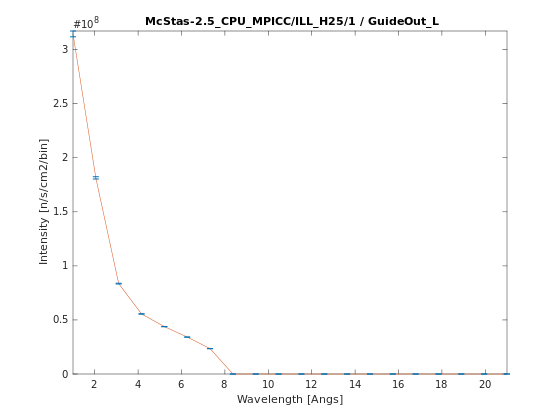 McStas-2.5_CPU_MPICC/ILL_H25/1 / GuideOut_L
#10^8
3
2.5
2
1.5
1
0.5
0
Intensity [n/s/cm2/bin]
2 4 6 8 10 12 14 16 18 20
Wavelength [Angs]